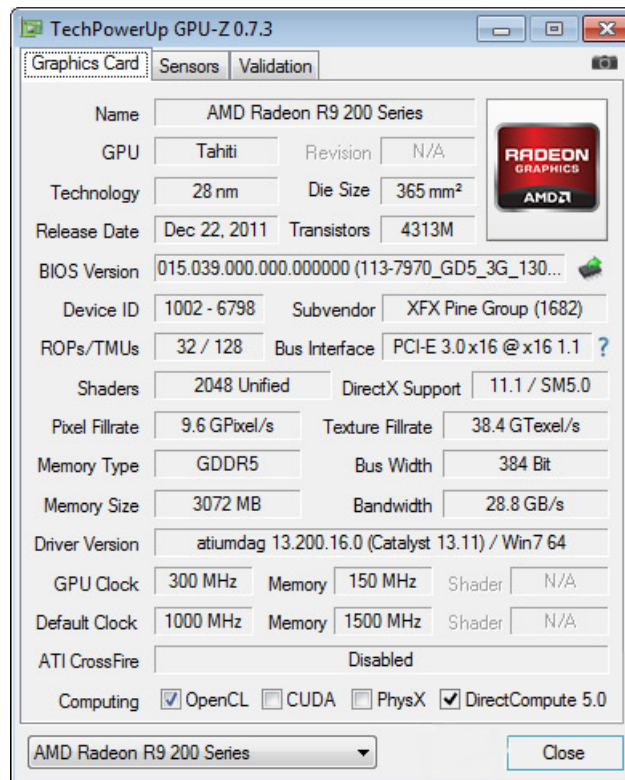 TechPowerUp GPU-Z 0.7.3
Graphics Card Sensors Validation
Name AMD Radeon R9 200 Series
GPU Tahiti Revision N/A
RADEON
GRAPHICS
AMD
Technology 28 nm Die Size 365 mm²
Release Date Dec 22, 2011 Transistors 4313M
BIOS Version 015.039.000.000.000000 (113-7970_GD5_3G_130...
Device ID 1002 - 6798 Subvendor XFX Pine Group (1682)
ROPs/TMUs 32 / 128 Bus Interface PCI-E 3.0 x16 @ x16 1.1 ?
Shaders 2048 Unified DirectX Support 11.1 / SM5.0
Pixel Fillrate 9.6 GPixel/s Texture Fillrate 38.4 GTexel/s
Memory Type GDDR5 Bus Width 384 Bit
Memory Size 3072 MB Bandwidth 28.8 GB/s
Driver Version atiumdag 13.200.16.0 (Catalyst 13.11) / Win7 64
GPU Clock 300 MHz Memory 150 MHz Shader N/A
Default Clock 1000 MHz Memory 1500 MHz Shader N/A
ATI CrossFire Disabled
Computing OpenCL CUDA PhysX DirectCompute 5.0
AMD Radeon R9 200 Series Close